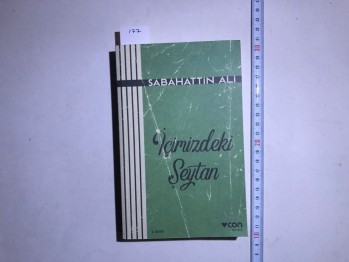 177
SABAHATTİN ALİ
İçimizdeki
Şeytan
can